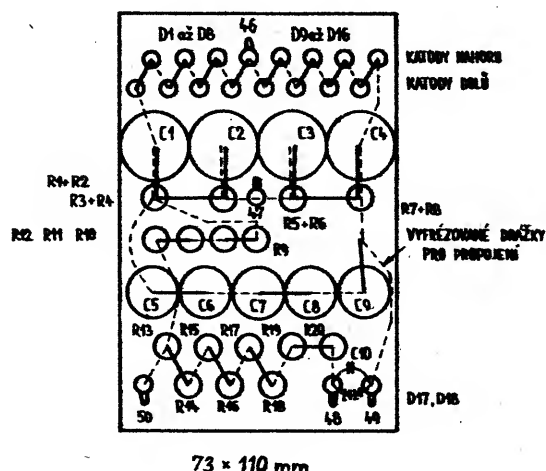 46
D1 až D8 D9 až D16
KATODY NAHORU
KATODY DOLŮ
C1 C2 C3 C4
R1+R2
R3+R4
47
R5+R6
R7+R8
R12 R11 R10
R9
VYFRÉZOVANÉ DRÁŽKY
PRO PROPOJENÍ
C5 C6 C7 C8 C9
R13 R15 R17 R19 R20
C10
R14 R16 R18
50 48 49
D17, D18
73 × 110 mm